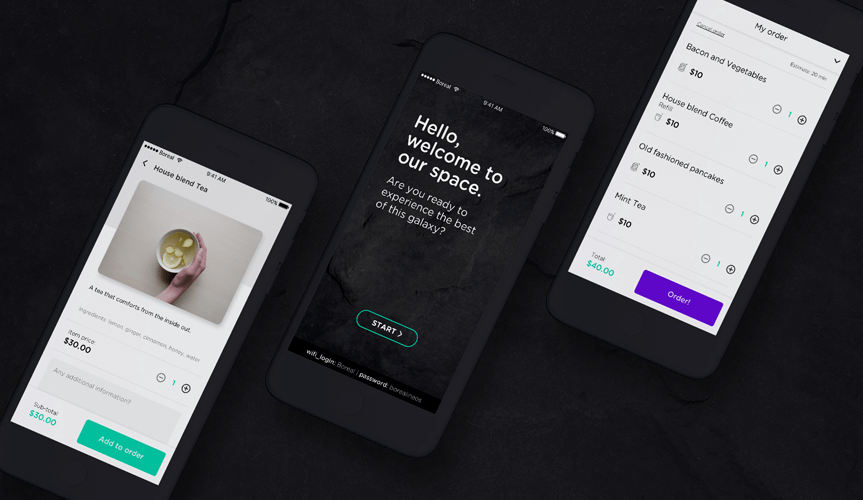 Boreal
9:41 AM
100%
House blend Tea
A tea that comforts from the inside out.
Ingredients: lemon, ginger, cinnamon, honey, water
Item price:
$30.00
1
Any additional information?
Sub-total
$30.00
Add to order
Boreal
9:41 AM
100%
Hello,
welcome to
our space.
Are you ready to
experience the best
of this galaxy?
START >
wifi_login: Boreal | password: borealineos
My order
Cancel order
Estimate: 20 min
Bacon and Vegetables
$10
1
House blend Coffee
Refill
$10
1
Old fashioned pancakes
$10
1
Mint Tea
$10
1
Total
$40.00
Order!